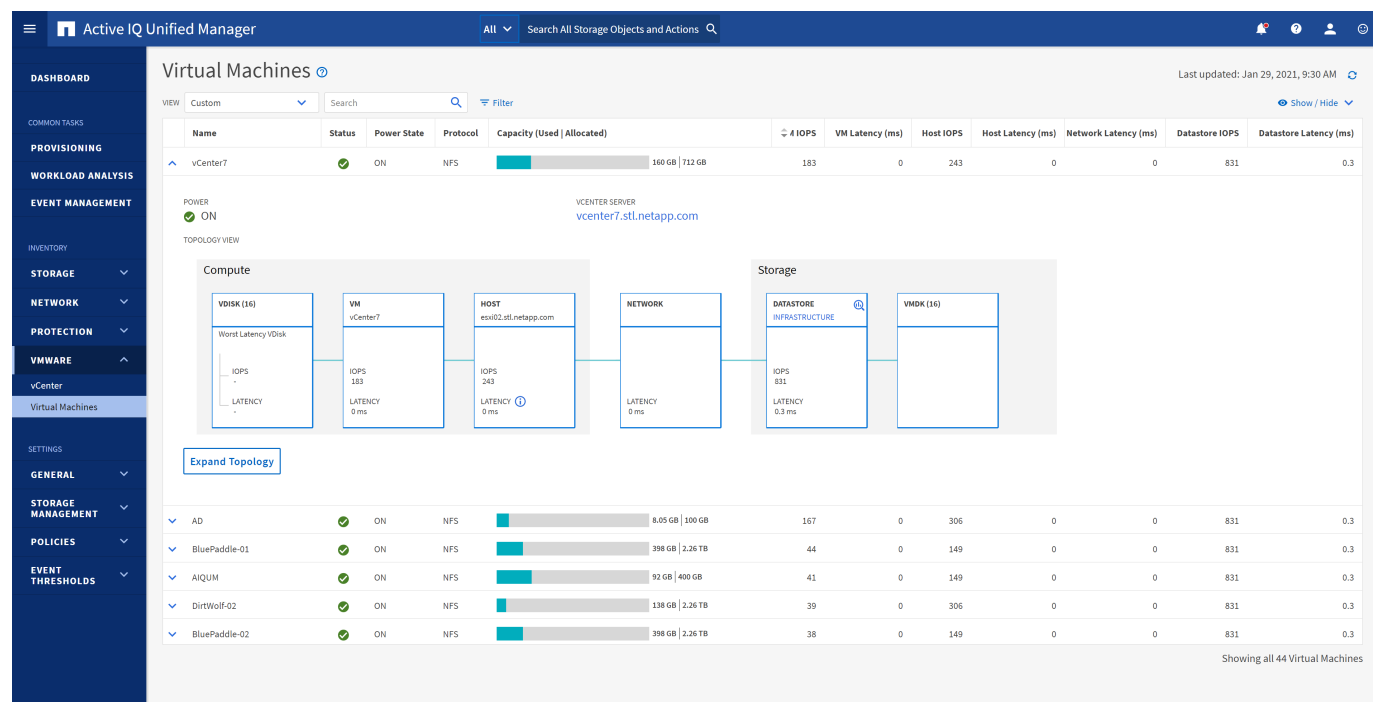 Active IQ Unified Manager
All
Search All Storage Objects and Actions
DASHBOARD
COMMON TASKS
PROVISIONING
WORKLOAD ANALYSIS
EVENT MANAGEMENT
INVENTORY
STORAGE
NETWORK
PROTECTION
VMWARE
vCenter
Virtual Machines
SETTINGS
GENERAL
STORAGE
MANAGEMENT
POLICIES
EVENT
THRESHOLDS
Virtual Machines
Last updated: Jan 29, 2021, 9:30 AM
VIEW Custom Search Filter Show / Hide
Name Status Power State Protocol Capacity (Used | Allocated) IOPS VM Latency (ms) Host IOPS Host Latency (ms) Network Latency (ms) Datastore IOPS Datastore Latency (ms)
vCenter7 ON NFS 160 GB | 712 GB 183 0 243 0 0 831 0.3
POWER
ON
VCENTER SERVER
vcenter7.stl.netapp.com
TOPOLOGY VIEW
Compute
VDISK (16)
Worst Latency VDisk
IOPS
-
LATENCY
-
VM
vCenter7
IOPS
183
LATENCY
0 ms
HOST
esxi02.stl.netapp.com
IOPS
243
LATENCY
0 ms
NETWORK
LATENCY
0 ms
Storage
DATASTORE
INFRASTRUCTURE
IOPS
831
LATENCY
0.3 ms
VMDK (16)
Expand Topology
AD ON NFS 8.05 GB | 100 GB 167 0 306 0 0 831 0.3
BluePaddle-01 ON NFS 398 GB | 2.26 TB 44 0 149 0 0 831 0.3
AIQUM ON NFS 92 GB | 400 GB 41 0 149 0 0 831 0.3
DirtWolf-02 ON NFS 138 GB | 2.26 TB 39 0 306 0 0 831 0.3
BluePaddle-02 ON NFS 398 GB | 2.26 TB 38 0 149 0 0 831 0.3
Showing all 44 Virtual Machines